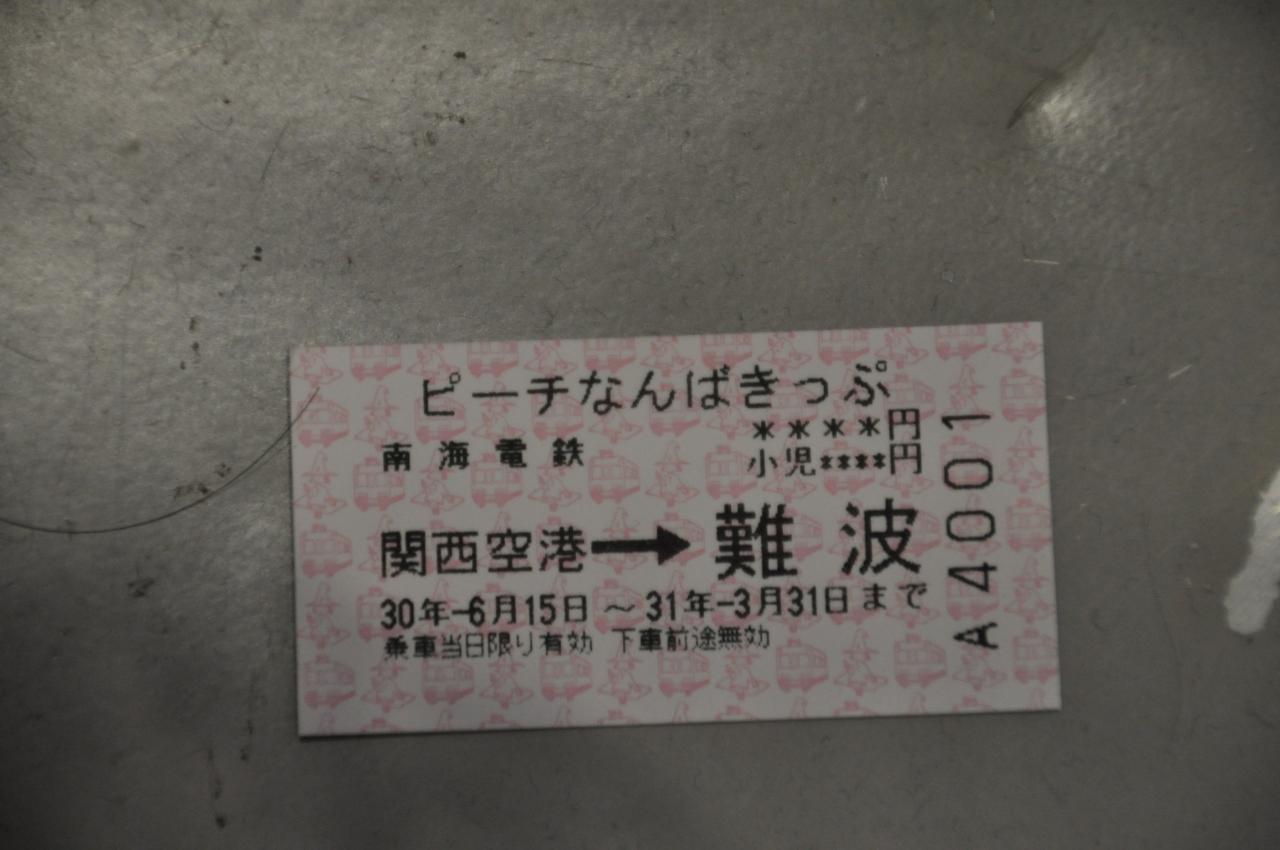 ピーチなんばきっぷ
南海電鉄
＊＊＊＊円
小児****円
関西空港→難波
30年-6月15日～31年-3月31日まで
乗車当日限り有効 下車前途無効
A4001